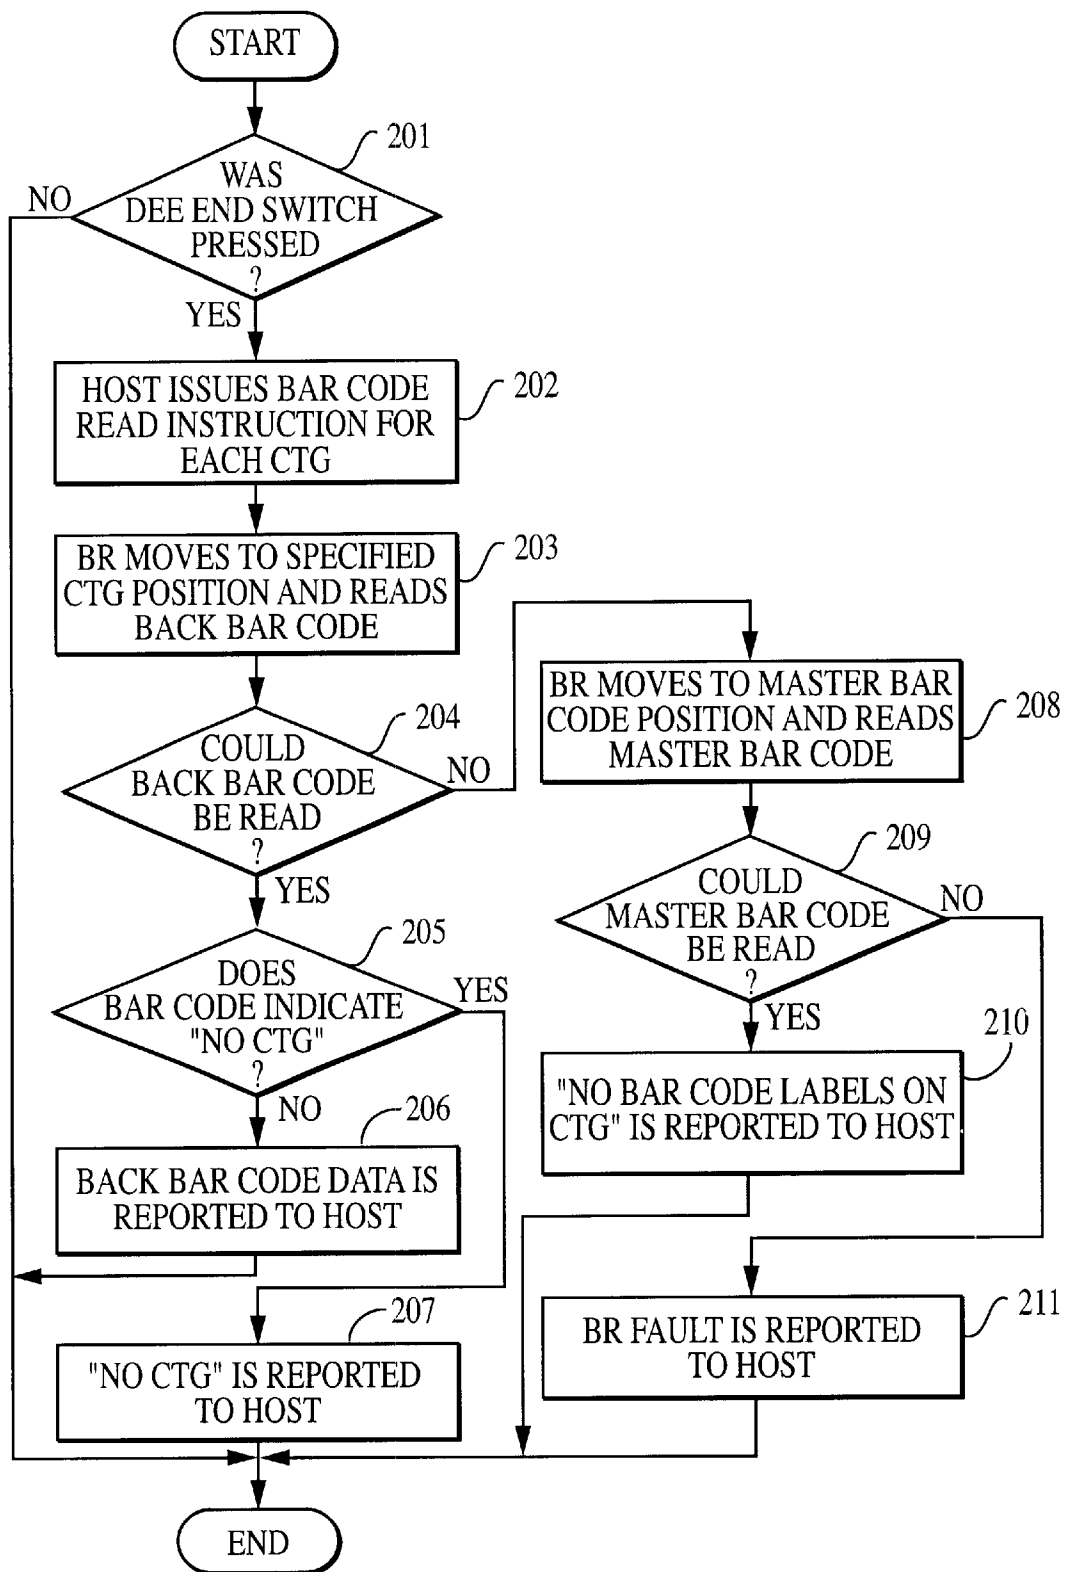 START
201
WAS
DEE END SWITCH
PRESSED
?
NO
YES
HOST ISSUES BAR CODE
READ INSTRUCTION FOR
EACH CTG
202
BR MOVES TO SPECIFIED
CTG POSITION AND READS
BACK BAR CODE
203
COULD
BACK BAR CODE
BE READ
?
204
NO
YES
DOES
BAR CODE INDICATE
"NO CTG"
?
205
YES
NO
206
BACK BAR CODE DATA IS
REPORTED TO HOST
207
"NO CTG" IS REPORTED
TO HOST
BR MOVES TO MASTER BAR
CODE POSITION AND READS
MASTER BAR CODE
208
209
COULD
MASTER BAR CODE
BE READ
?
NO
YES
210
"NO BAR CODE LABELS ON
CTG" IS REPORTED TO HOST
BR FAULT IS REPORTED
TO HOST
211
END